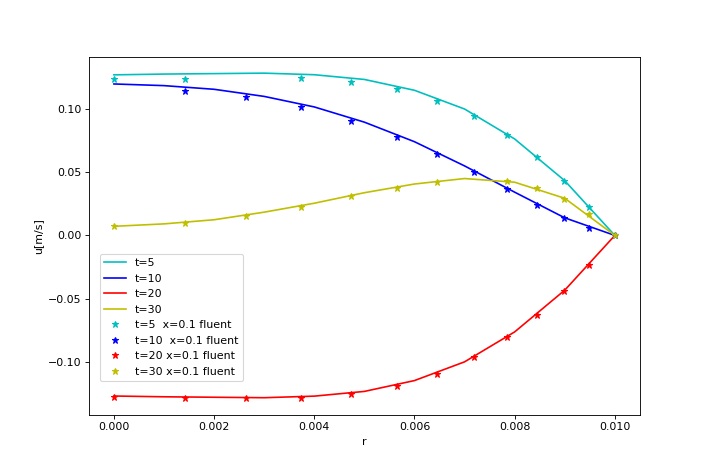 0.10
0.05
0.00
−0.05
−0.10
u[m/s]
t=5
t=10
t=20
t=30
t=5  x=0.1 fluent
t=10  x=0.1 fluent
t=20 x=0.1 fluent
t=30 x=0.1 fluent
0.000 0.002 0.004 0.006 0.008 0.010
r